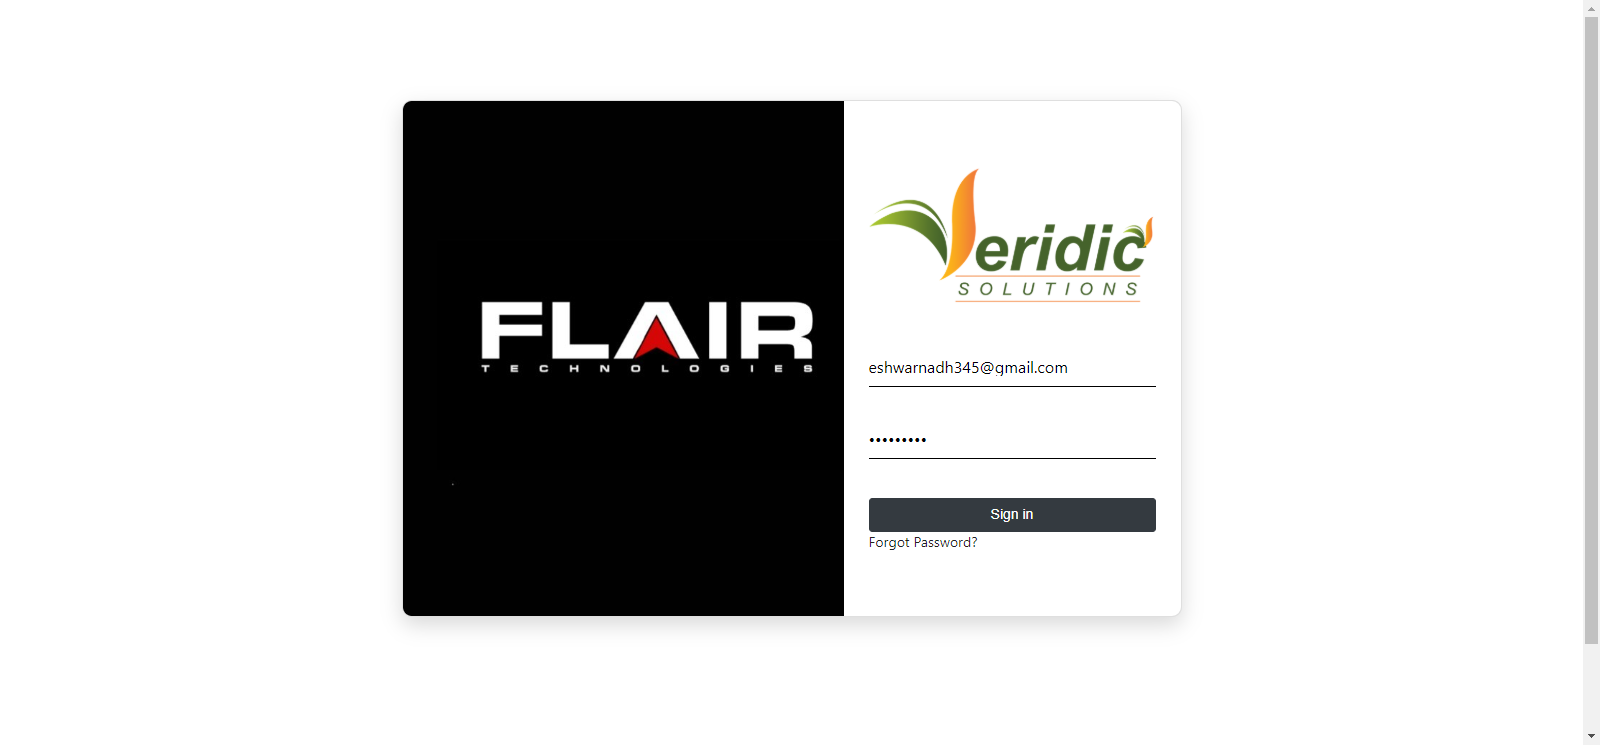 FLAIR
TECHNOLOGIES
Veridic
SOLUTIONS
eshwarnadh345@gmail.com
•••••••••
Sign in
Forgot Password?